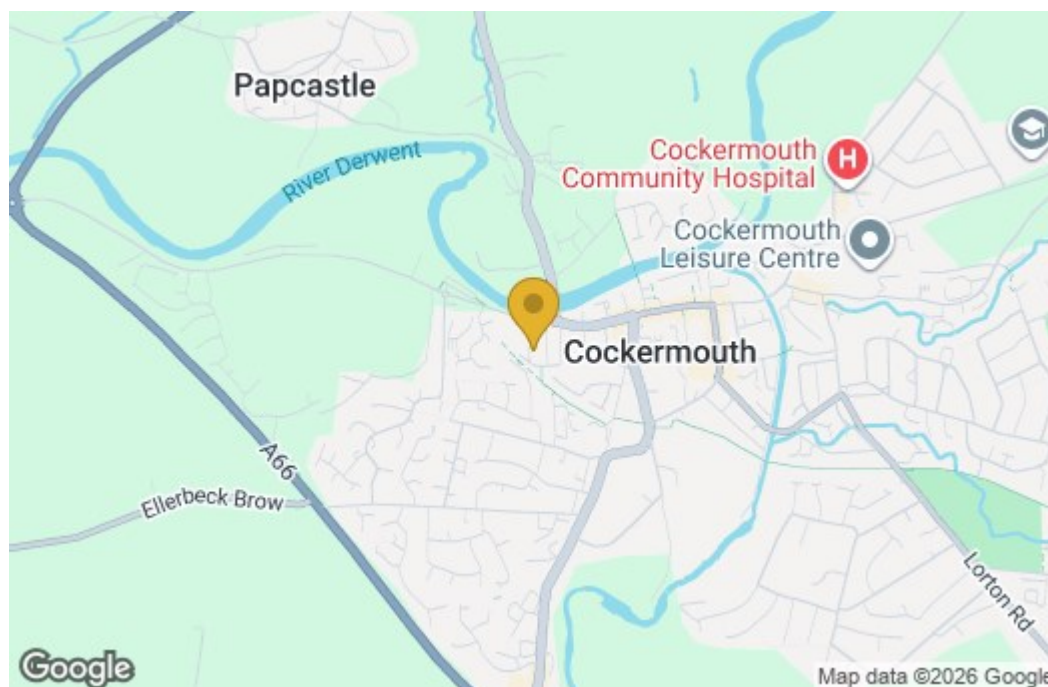 Papcastle
River Derwent
Cockermouth
Community Hospital
H
Cockermouth
Leisure Centre
Cockermouth
A66
Ellerbeck Brow
Lorton Rd
Google
Map data ©2026 Google